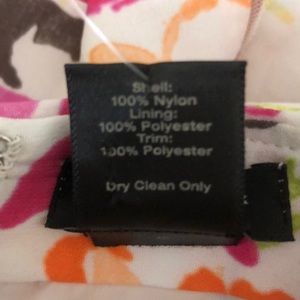 Shell:
100% Nylon
Lining:
100% Polyester
Trim:
100% Polyester
Dry Clean Only